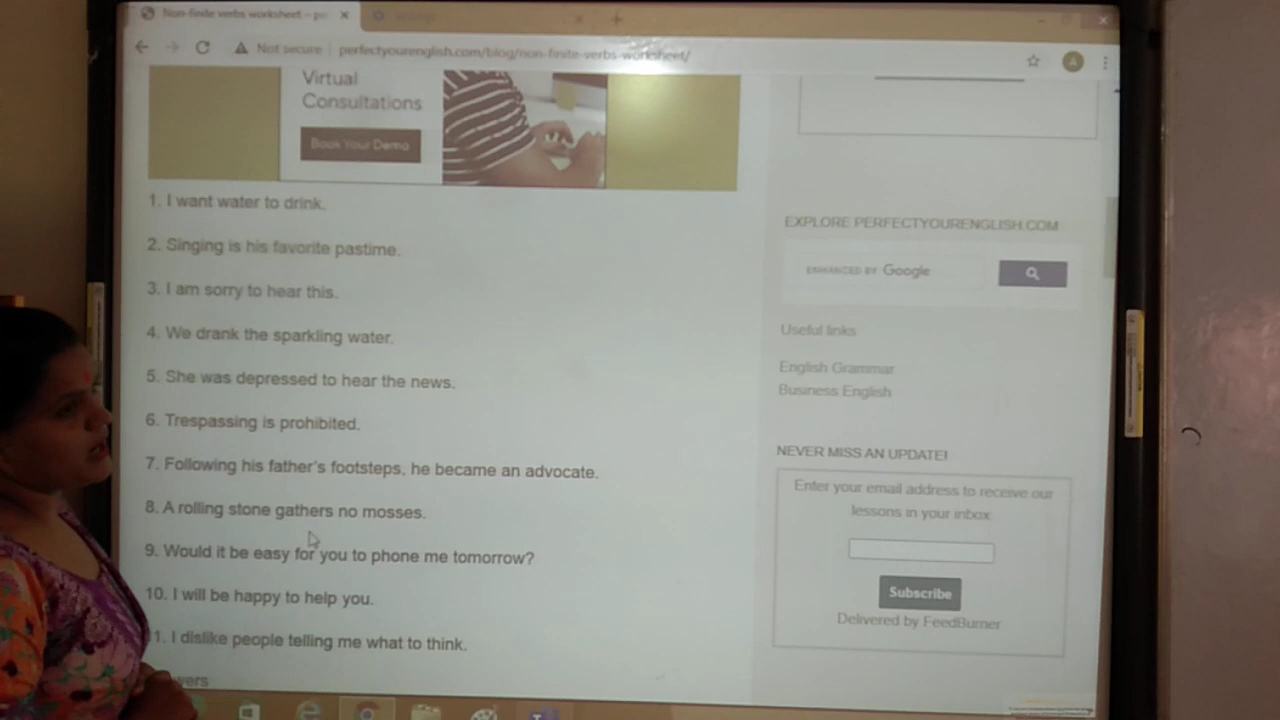 Non-finite verbs worksheet – pe
Not secure | perfectyourenglish.com/blog/non-finite-verbs-worksheet/
A
Virtual
Consultations
Book Your Demo
1. I want water to drink.
2. Singing is his favorite pastime.
3. I am sorry to hear this.
4. We drank the sparkling water.
5. She was depressed to hear the news.
6. Trespassing is prohibited.
7. Following his father's footsteps, he became an advocate.
8. A rolling stone gathers no mosses.
9. Would it be easy for you to phone me tomorrow?
10. I will be happy to help you.
1. I dislike people telling me what to think.
wers
EXPLORE PERFECTYOURENGLISH.COM
ENHANCED BY Google
Useful links
English Grammar
Business English
NEVER MISS AN UPDATE!
Enter your email address to receive our
lessons in your inbox:
Subscribe
Delivered by FeedBurner